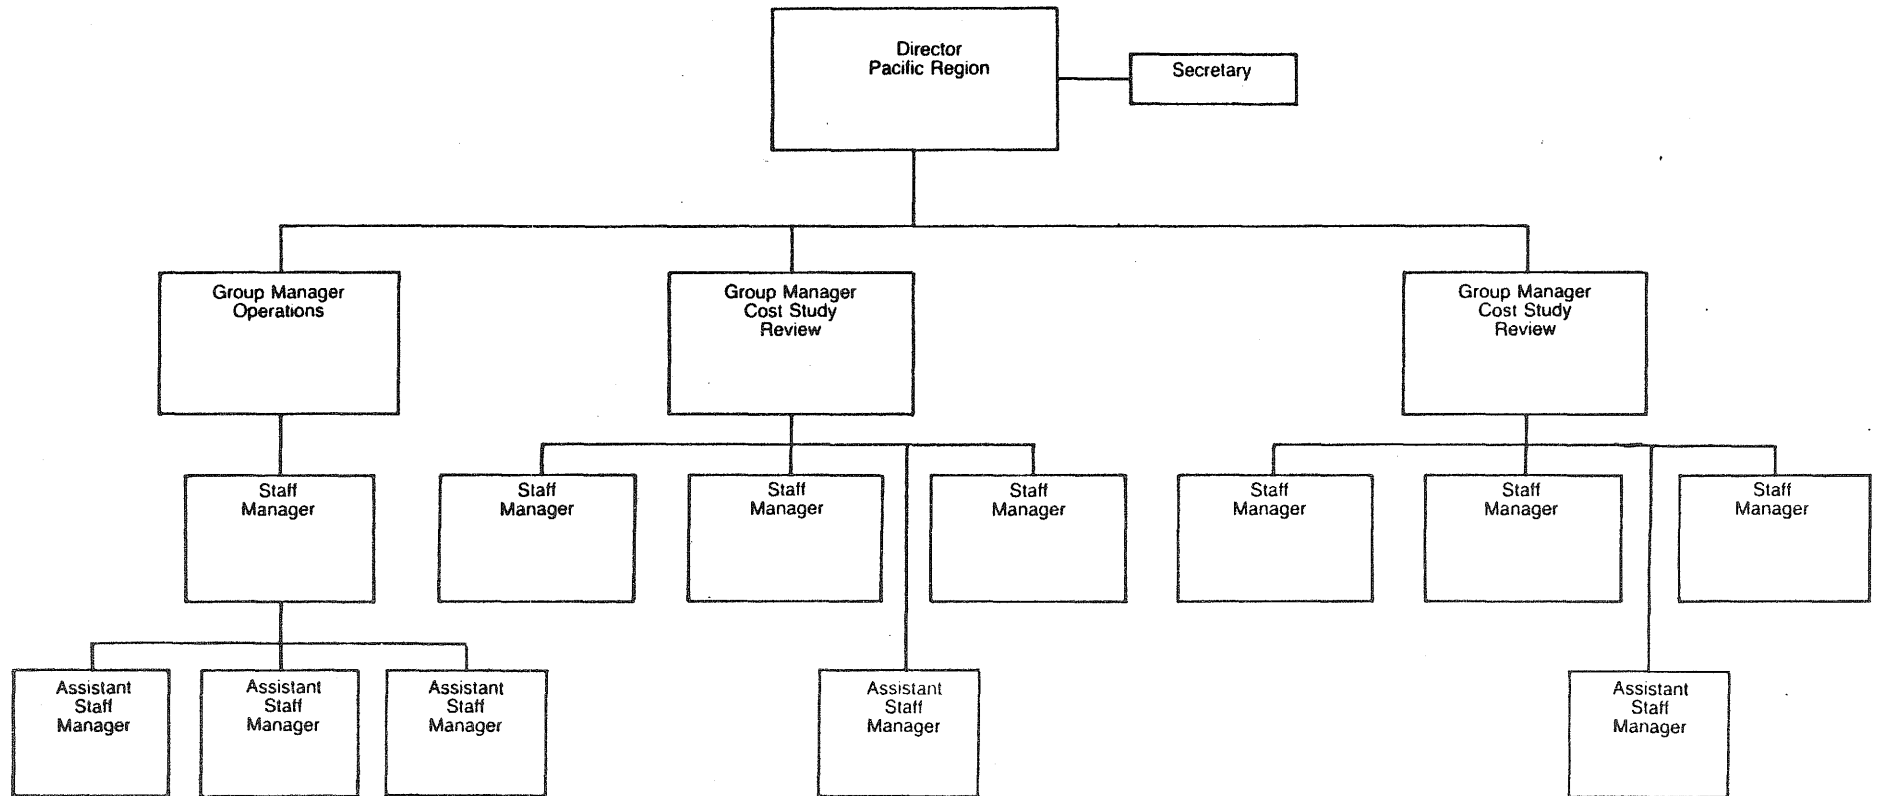 Director
Pacific Region
Secretary
Group Manager
Operations
Group Manager
Cost Study
Review
Group Manager
Cost Study
Review
Staff
Manager
Staff
Manager
Staff
Manager
Staff
Manager
Staff
Manager
Staff
Manager
Staff
Manager
Assistant
Staff
Manager
Assistant
Staff
Manager
Assistant
Staff
Manager
Assistant
Staff
Manager
Assistant
Staff
Manager